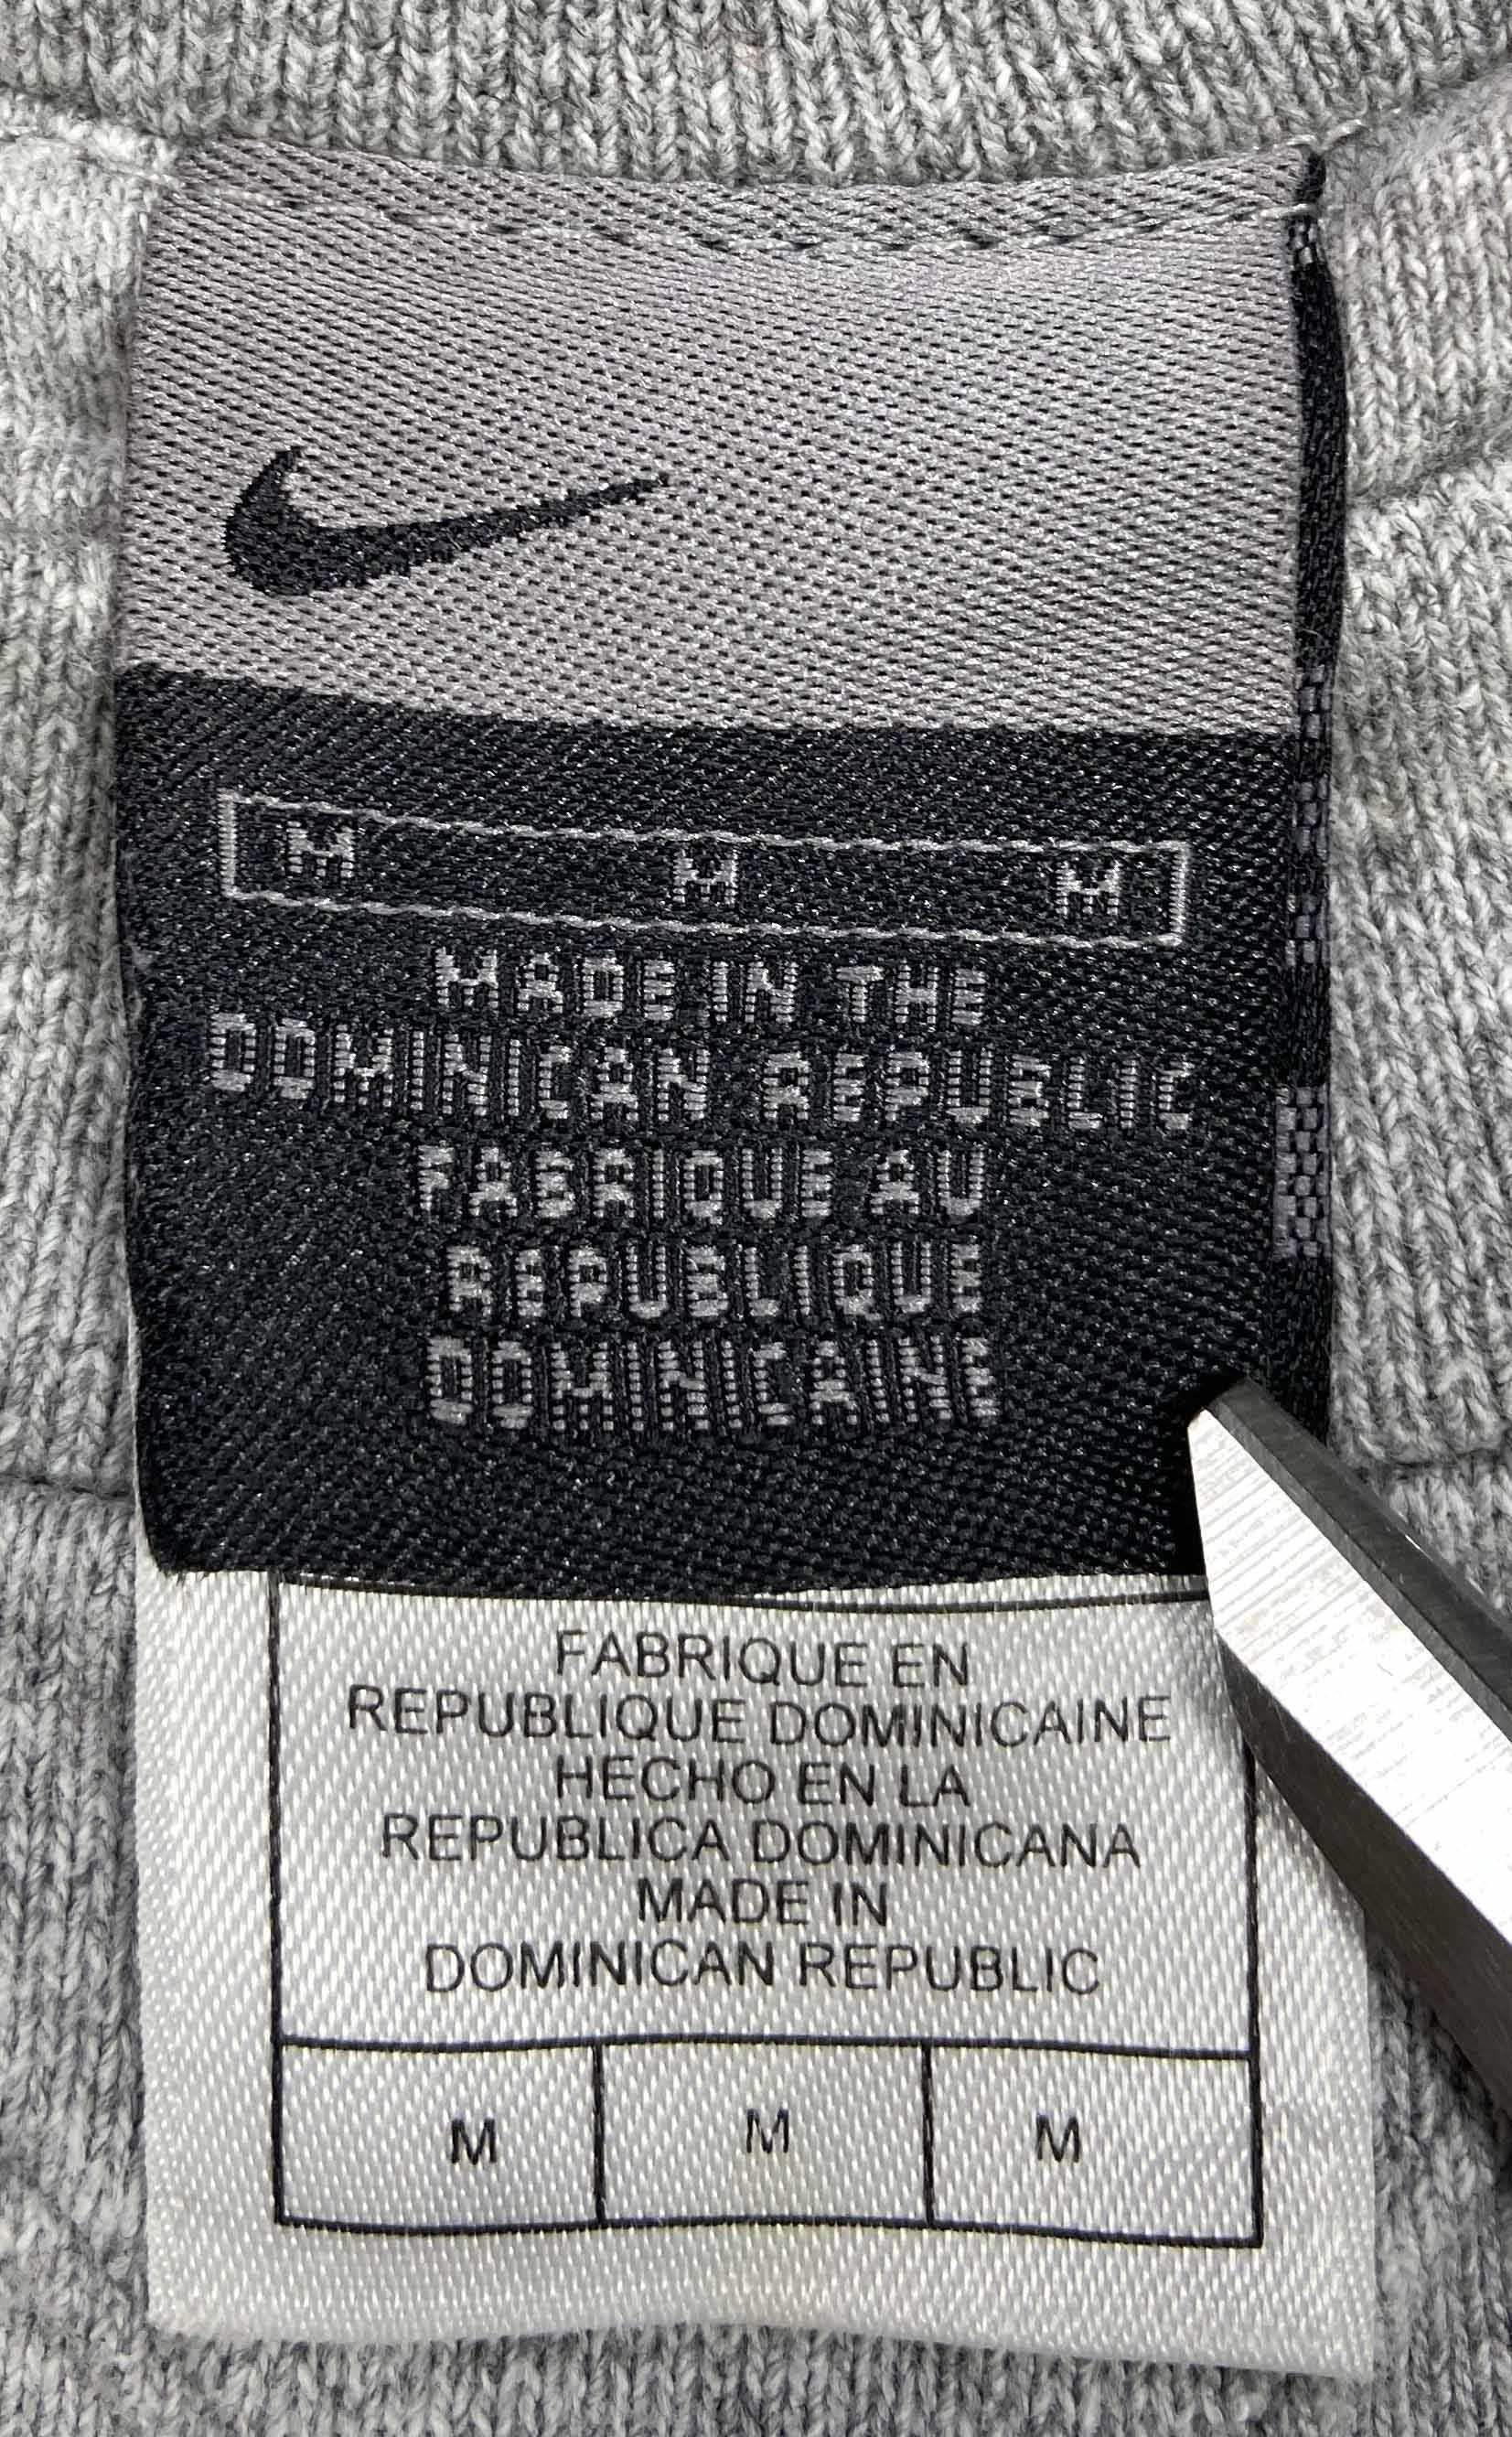 M M M
MADE IN THE
DOMINICAN REPUBLIC
FABRIQUE AU
REPUBLIQUE
DOMINICAINE
FABRIQUE EN
REPUBLIQUE DOMINICAINE
HECHO EN LA
REPUBLICA DOMINICANA
MADE IN
DOMINICAN REPUBLIC
M M M